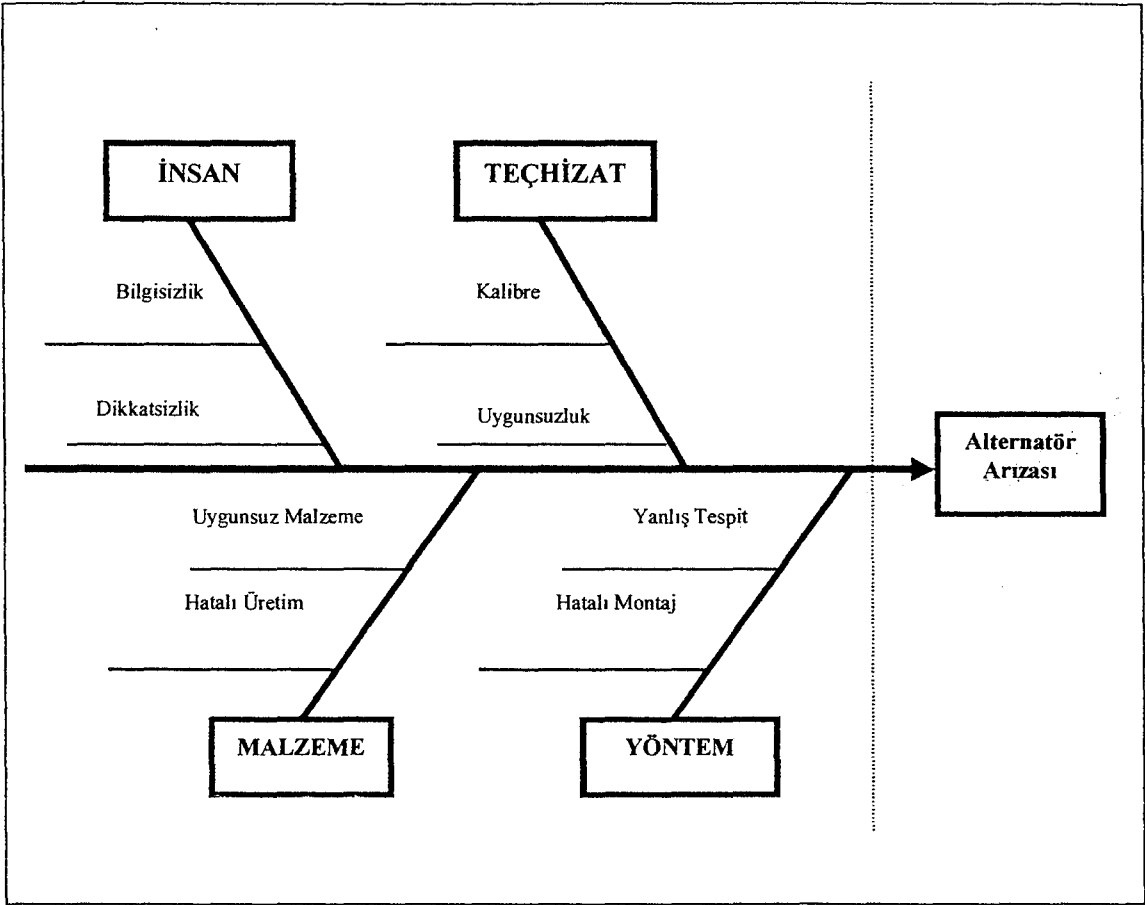 İNSAN
TEÇHİZAT
Bilgisizlik
Kalibre
Dikkatsizlik
Uygunsuzluk
Alternatör
Arızası
Uygunsuz Malzeme
Yanlış Tespit
Hatalı Üretim
Hatalı Montaj
MALZEME
YÖNTEM